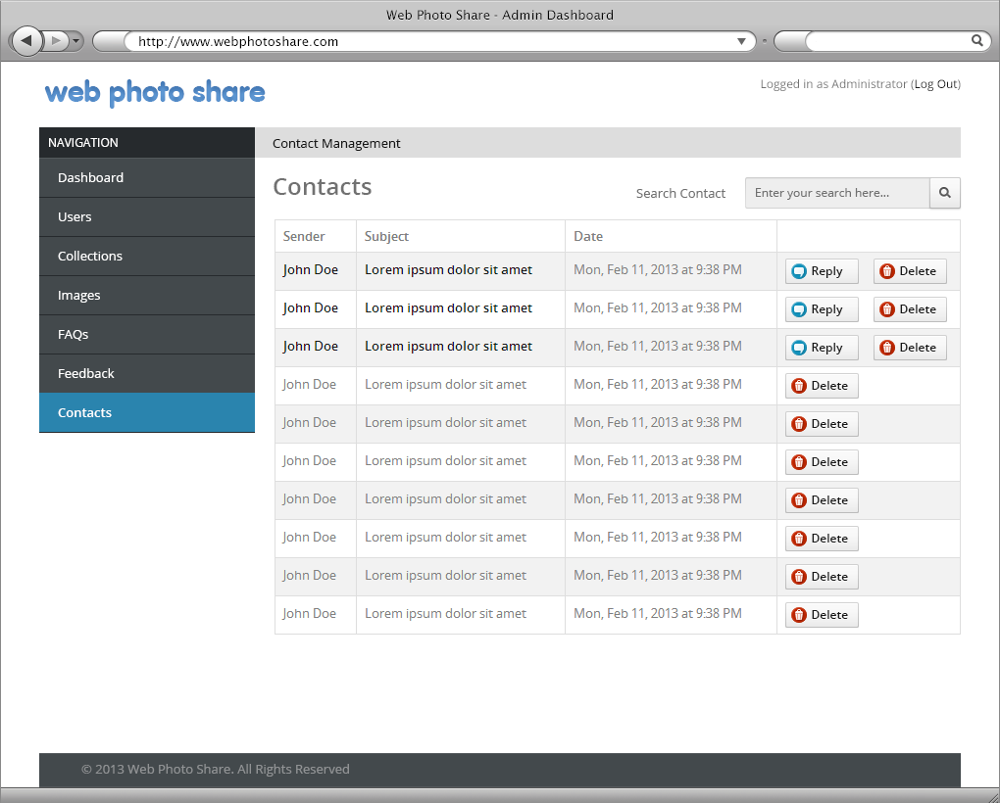 Web Photo Share - Admin Dashboard
http://www.webphotoshare.com
web photo share
Logged in as Administrator (Log Out)
NAVIGATION
Dashboard
Users
Collections
Images
FAQs
Feedback
Contacts
Contact Management
Contacts
Search Contact
Enter your search here...
Sender Subject Date
John Doe Lorem ipsum dolor sit amet Mon, Feb 11, 2013 at 9:38 PM Reply Delete
John Doe Lorem ipsum dolor sit amet Mon, Feb 11, 2013 at 9:38 PM Reply Delete
John Doe Lorem ipsum dolor sit amet Mon, Feb 11, 2013 at 9:38 PM Reply Delete
John Doe Lorem ipsum dolor sit amet Mon, Feb 11, 2013 at 9:38 PM Delete
John Doe Lorem ipsum dolor sit amet Mon, Feb 11, 2013 at 9:38 PM Delete
John Doe Lorem ipsum dolor sit amet Mon, Feb 11, 2013 at 9:38 PM Delete
John Doe Lorem ipsum dolor sit amet Mon, Feb 11, 2013 at 9:38 PM Delete
John Doe Lorem ipsum dolor sit amet Mon, Feb 11, 2013 at 9:38 PM Delete
John Doe Lorem ipsum dolor sit amet Mon, Feb 11, 2013 at 9:38 PM Delete
John Doe Lorem ipsum dolor sit amet Mon, Feb 11, 2013 at 9:38 PM Delete
© 2013 Web Photo Share. All Rights Reserved